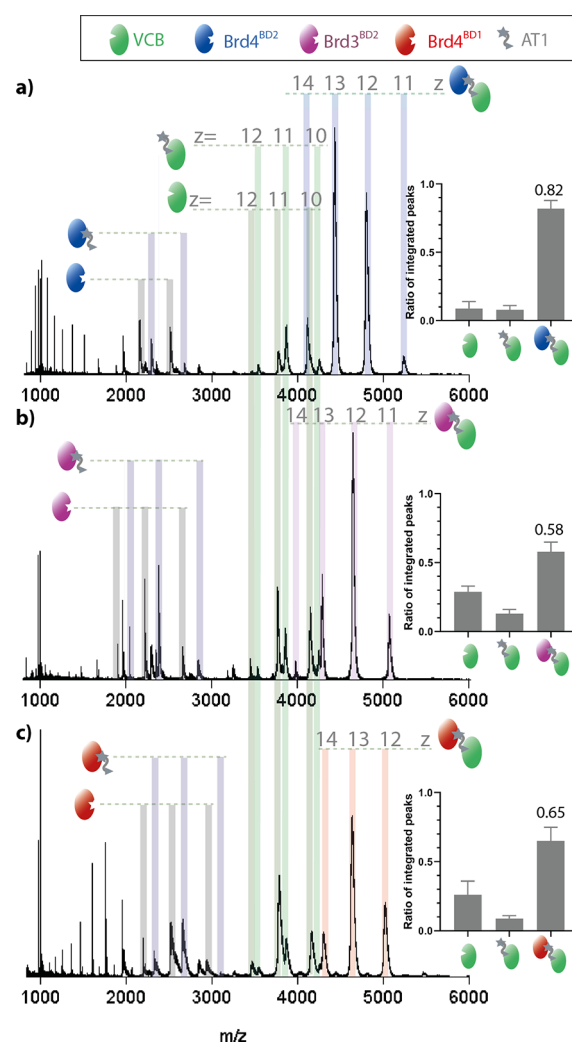 VCB Brd4BD2 Brd3BD2 Brd4BD1 AT1
a)
14 13 12 11 z
z= 12 11 10
z= 12 11 10
Ratio of integrated peaks
1.0
0.5
0.0
0.82
1000 2000 3000 4000 5000 6000
b)
14 13 12 11 z
Ratio of integrated peaks
1.0
0.5
0.0
0.58
1000 2000 3000 4000 5000 6000
c)
14 13 12 z
Ratio of integrated peaks
1.0
0.5
0.0
0.65
1000 2000 3000 4000 5000 6000
m/z